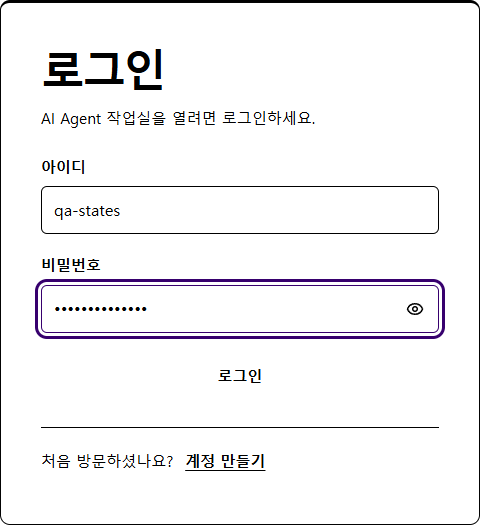 로그인
AI Agent 작업실을 열려면 로그인하세요.
아이디
qa-states
비밀번호
••••••••••••••
로그인
처음 방문하셨나요? 계정 만들기